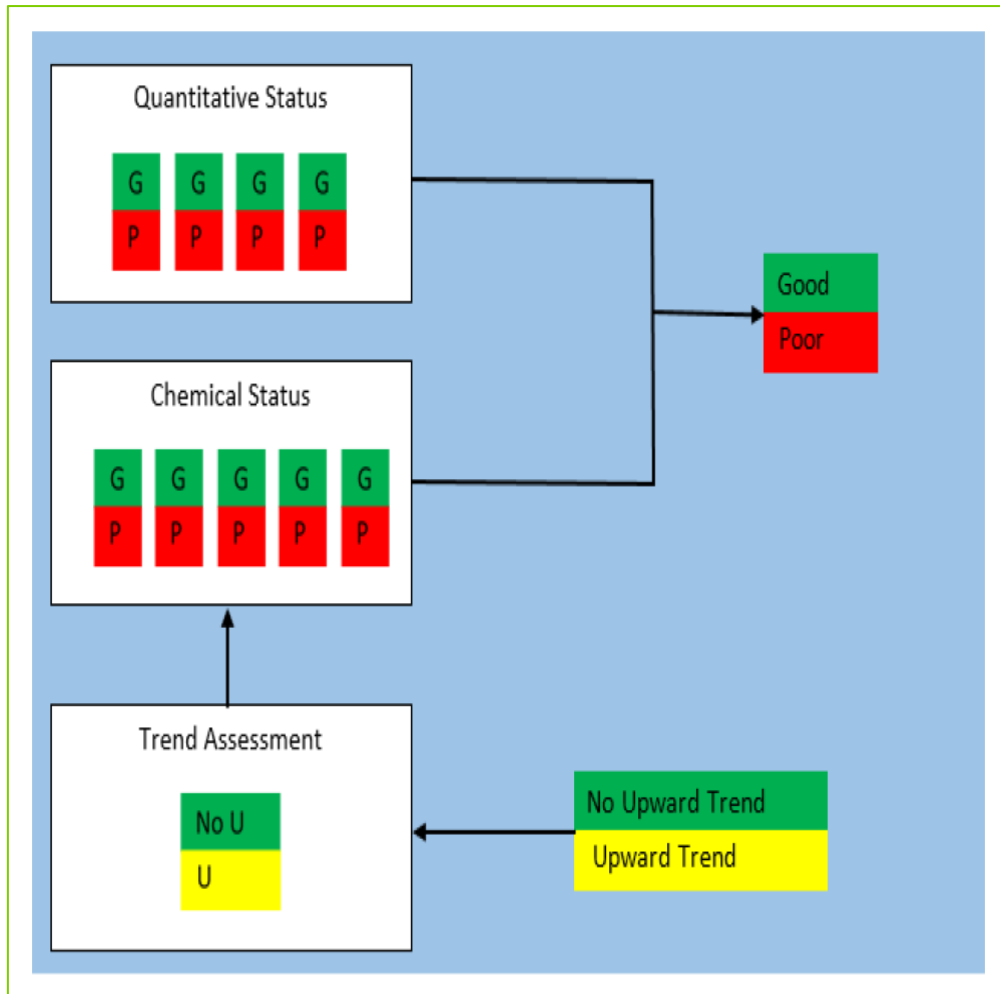 Quantitative Status
G G G G
P P P P
Good
Poor
Chemical Status
G G G G G
P P P P P
Trend Assessment
No U
U
No Upward Trend
Upward Trend